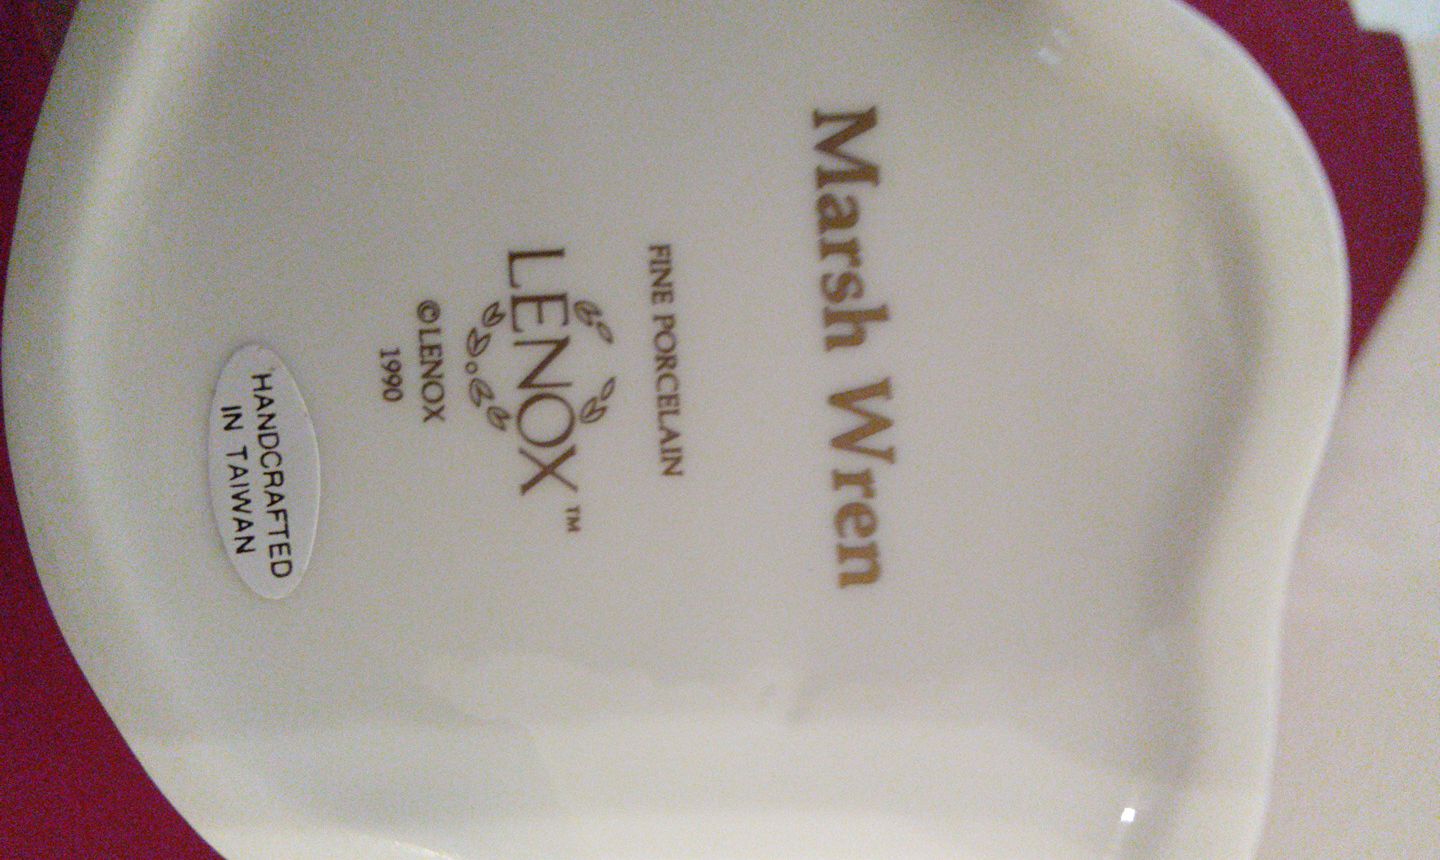 Marsh Wren
FINE PORCELAIN
LENOX™
©LENOX
1990
HANDCRAFTED
IN TAIWAN